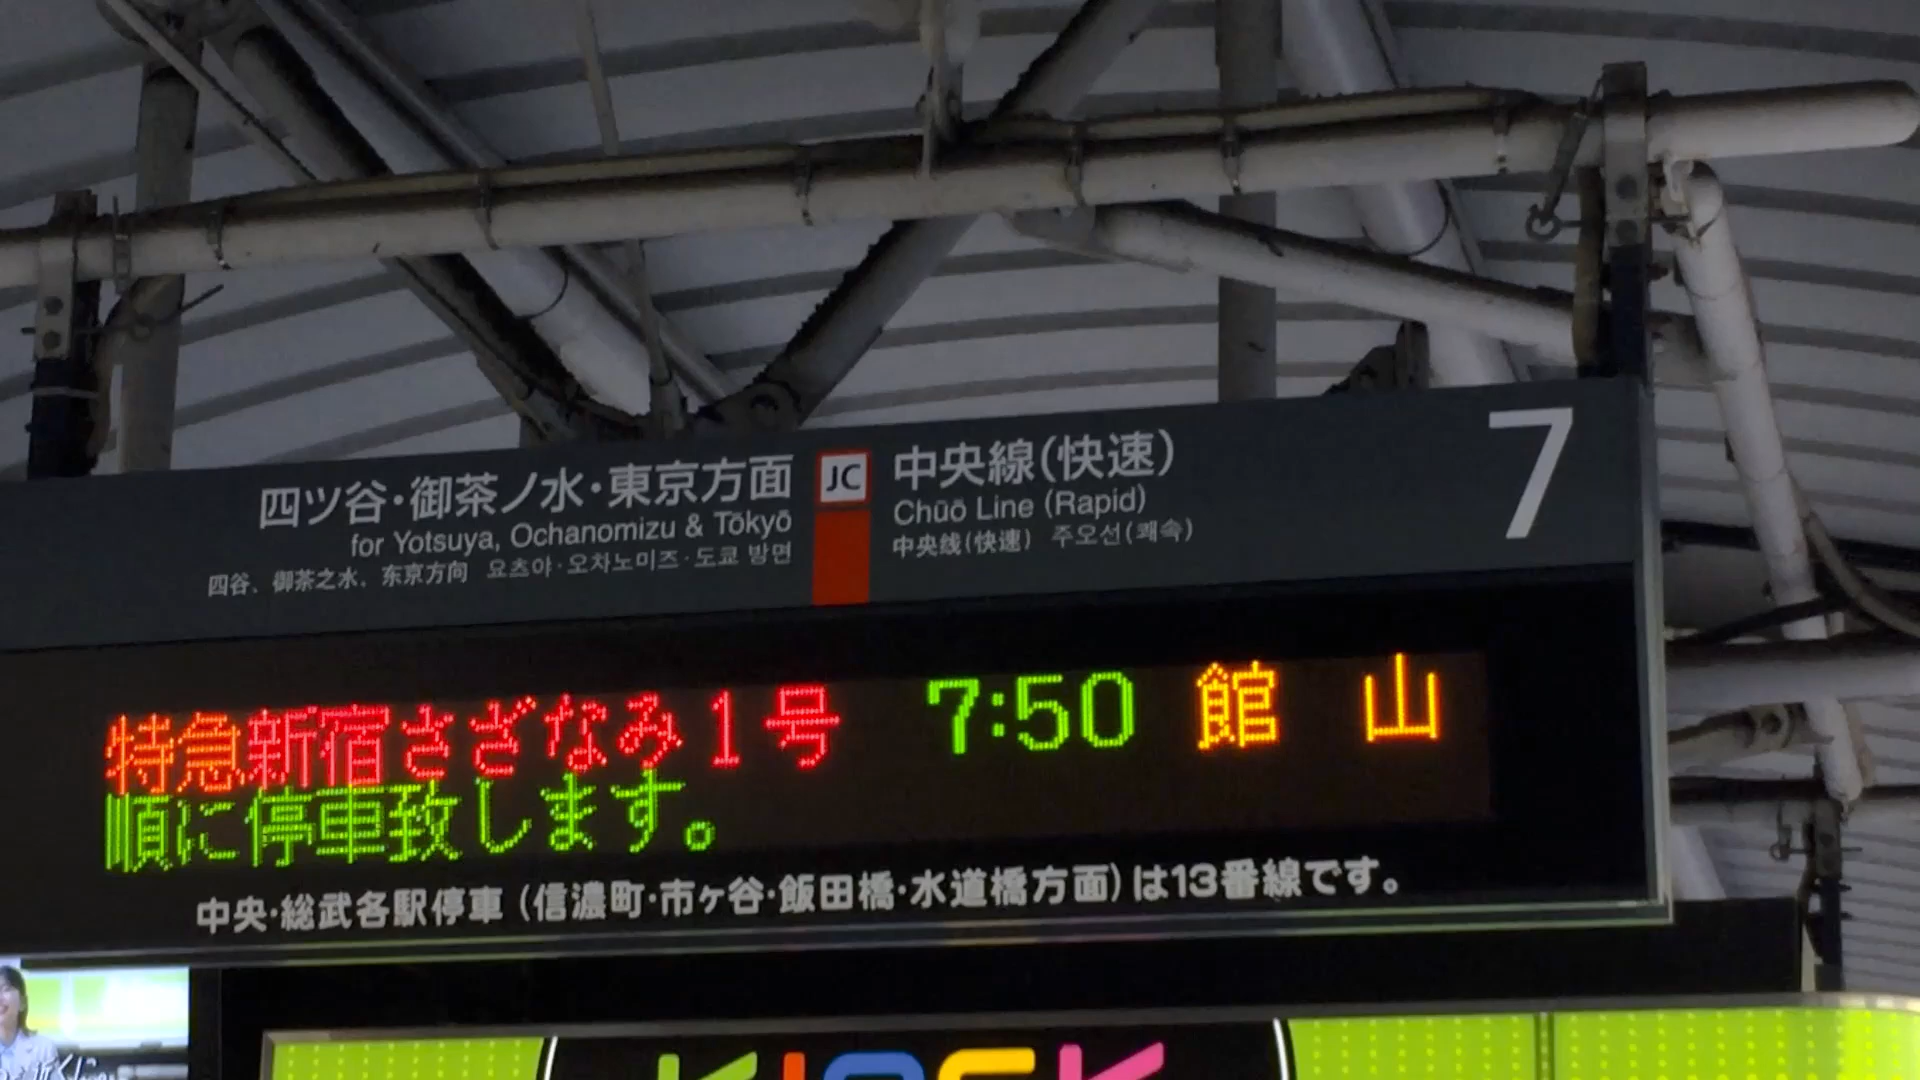 四ツ谷・御茶ノ水・東京方面
for Yotsuya, Ochanomizu & Tōkyō
四谷、御茶之水、东京方向 요츠야·오차노미즈·도쿄 방면
JC
中央線(快速)
Chūō Line (Rapid)
中央线(快速) 주오선(쾌속)
7
特急新宿さざなみ1号 7:50 館山
順に停車致します。
中央・総武各駅停車(信濃町・市ヶ谷・飯田橋・水道橋方面)は13番線です。
KIOSK